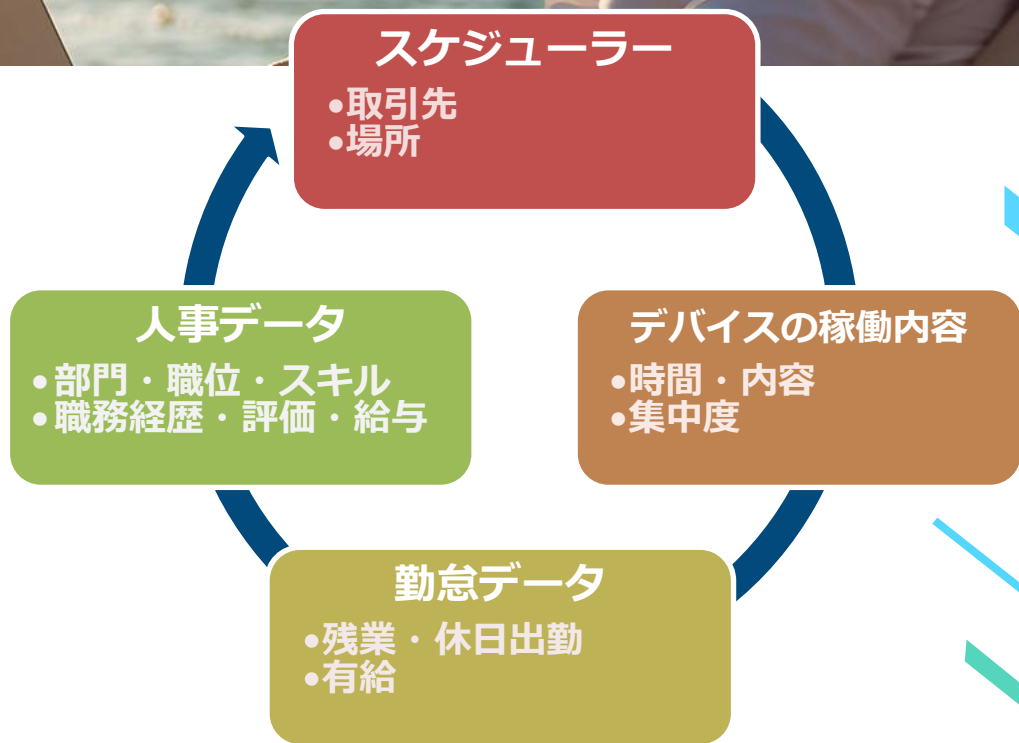 スケジューラー
•取引先
•場所
人事データ
•部門・職位・スキル
•職務経歴・評価・給与
デバイスの稼働内容
•時間・内容
•集中度
勤怠データ
•残業・休日出勤
•有給